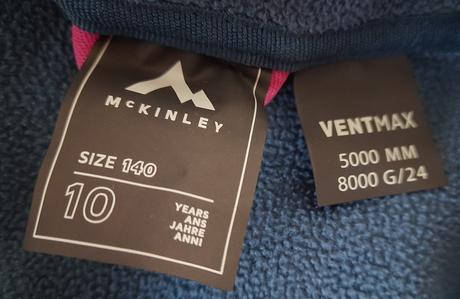 McKINLEY
SIZE 140
10
YEARS
ANS
JAHRE
ANNI
VENTMAX
5000 MM
8000 G/24